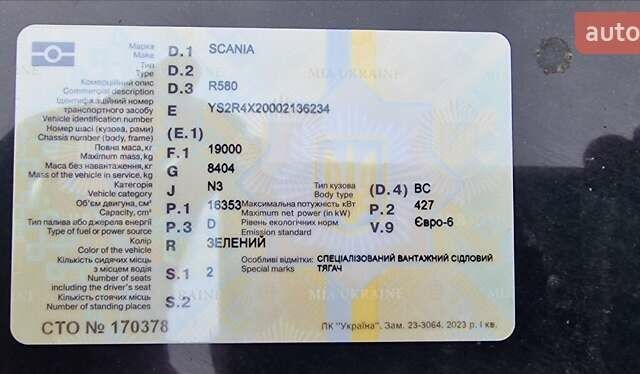 auto
Марка D.1 SCANIA
Make
Тип D.2
Type
Комерційний опис D.3 R580
Commercial description
Ідентифікаційний номер
транспортного засобу E YS2R4X20002136234
Vehicle identification number
Номер шасі (кузова, рами) (E.1)
Chassis number (body, frame)
Повна маса, кг F.1 19000
Maximum mass, kg
Маса без навантаження, кг G 8404
Mass of the vehicle in service, kg
Категорія J N3 Тип кузова (D.4) BC
Vehicle category Body type
Об'єм двигуна, см³ P.1 16353 Максимальна потужність кВт P.2 427
Capacity, cm³ Maximum net power (in kW)
Тип палива або джерела енергії P.3 D Рівень екологічних норм V.9 Євро-6
Type of fuel or power source Emission standard
Колір R ЗЕЛЕНИЙ
Color of the vehicle
Кількість сидячих місць Особливі відмітки: СПЕЦІАЛІЗОВАНИЙ ВАНТАЖНИЙ СІДЛОВИЙ
з місцем водія S.1 2 Special marks ТЯГАЧ
Number of seats
including the driver's seat
Кількість стоячих місць S.2
Number of standing places
MIA UKRAINE
СТО № 170378
ПК "Україна". Зам. 23-3064. 2023 р. I кв.